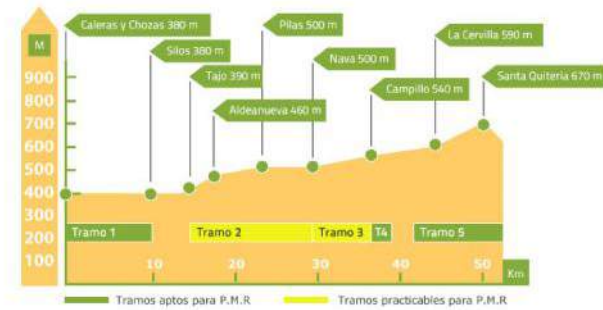 Caleras y Chozas 380 m
Pilas 500 m
La Cervilla 590 m
M
Silos 380 m
Nava 500 m
Tajo 390 m
Santa Quiteria 670 m
Campillo 540 m
Aldeanueva 460 m
900
800
700
600
500
400
300
200
100
Tramo 1
Tramo 2
Tramo 3
T4
Tramo 5
10
20
30
40
50
Km
Tramos aptos para P.M.R
Tramos practicables para P.M.R